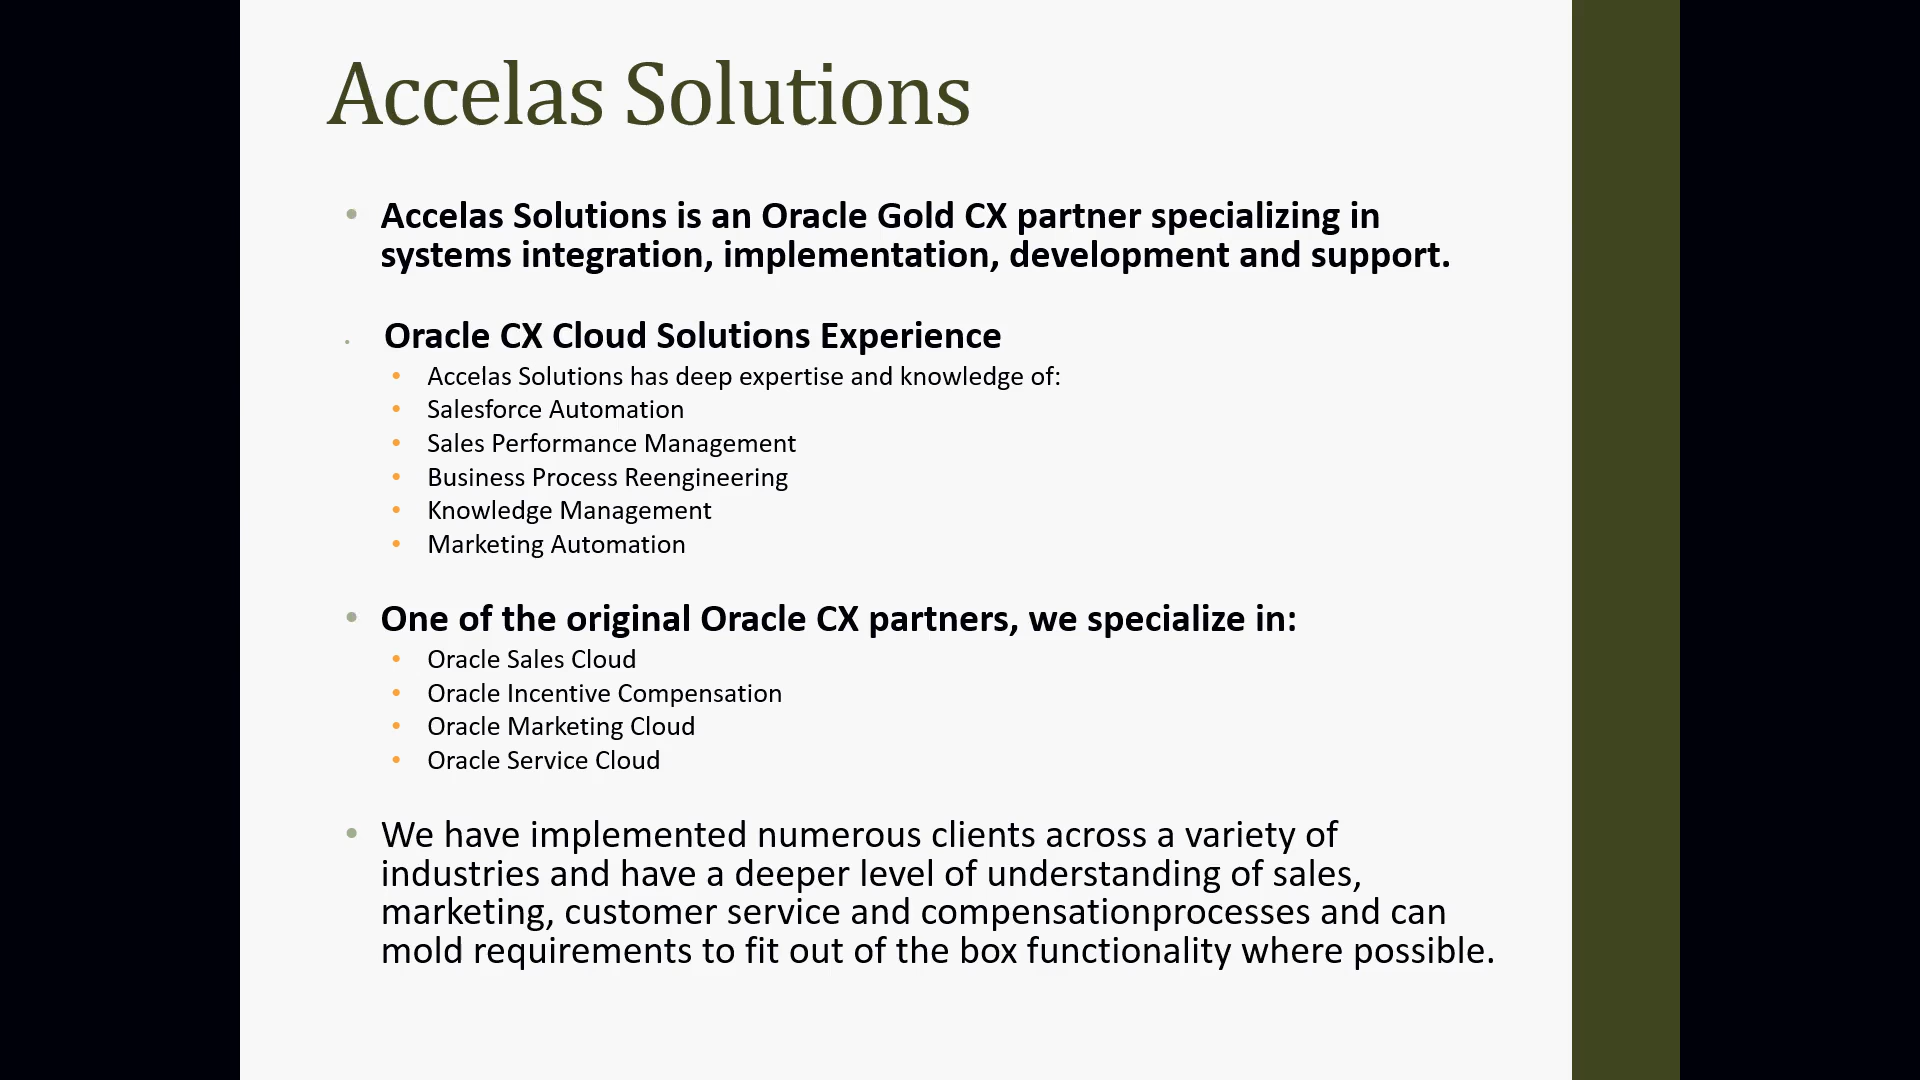 Accelas Solutions
Accelas Solutions is an Oracle Gold CX partner specializing in
systems integration, implementation, development and support.
Oracle CX Cloud Solutions Experience
Accelas Solutions has deep expertise and knowledge of:
Salesforce Automation
Sales Performance Management
Business Process Reengineering
Knowledge Management
Marketing Automation
One of the original Oracle CX partners, we specialize in:
Oracle Sales Cloud
Oracle Incentive Compensation
Oracle Marketing Cloud
Oracle Service Cloud
We have implemented numerous clients across a variety of
industries and have a deeper level of understanding of sales,
marketing, customer service and compensationprocesses and can
mold requirements to fit out of the box functionality where possible.